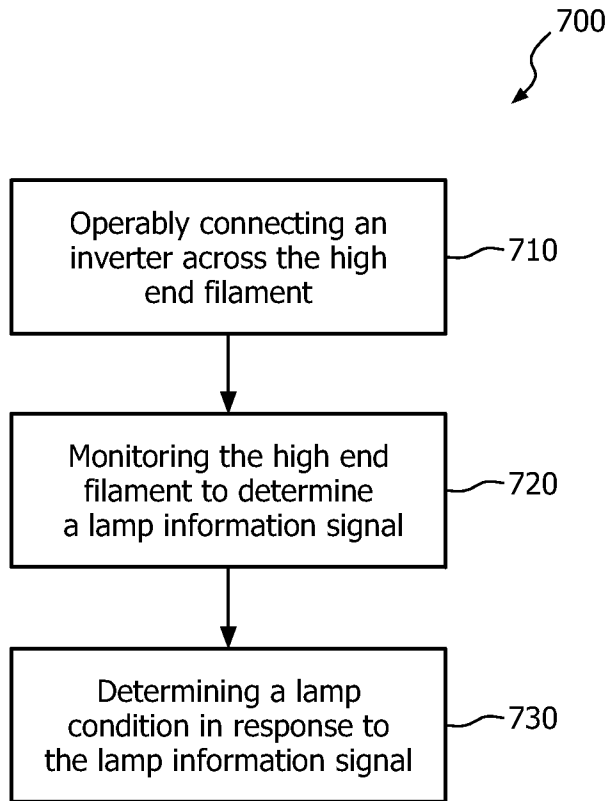 700
Operably connecting an
inverter across the high
end filament
710
Monitoring the high end
filament to determine
a lamp information signal
720
Determining a lamp
condition in response to
the lamp information signal
730